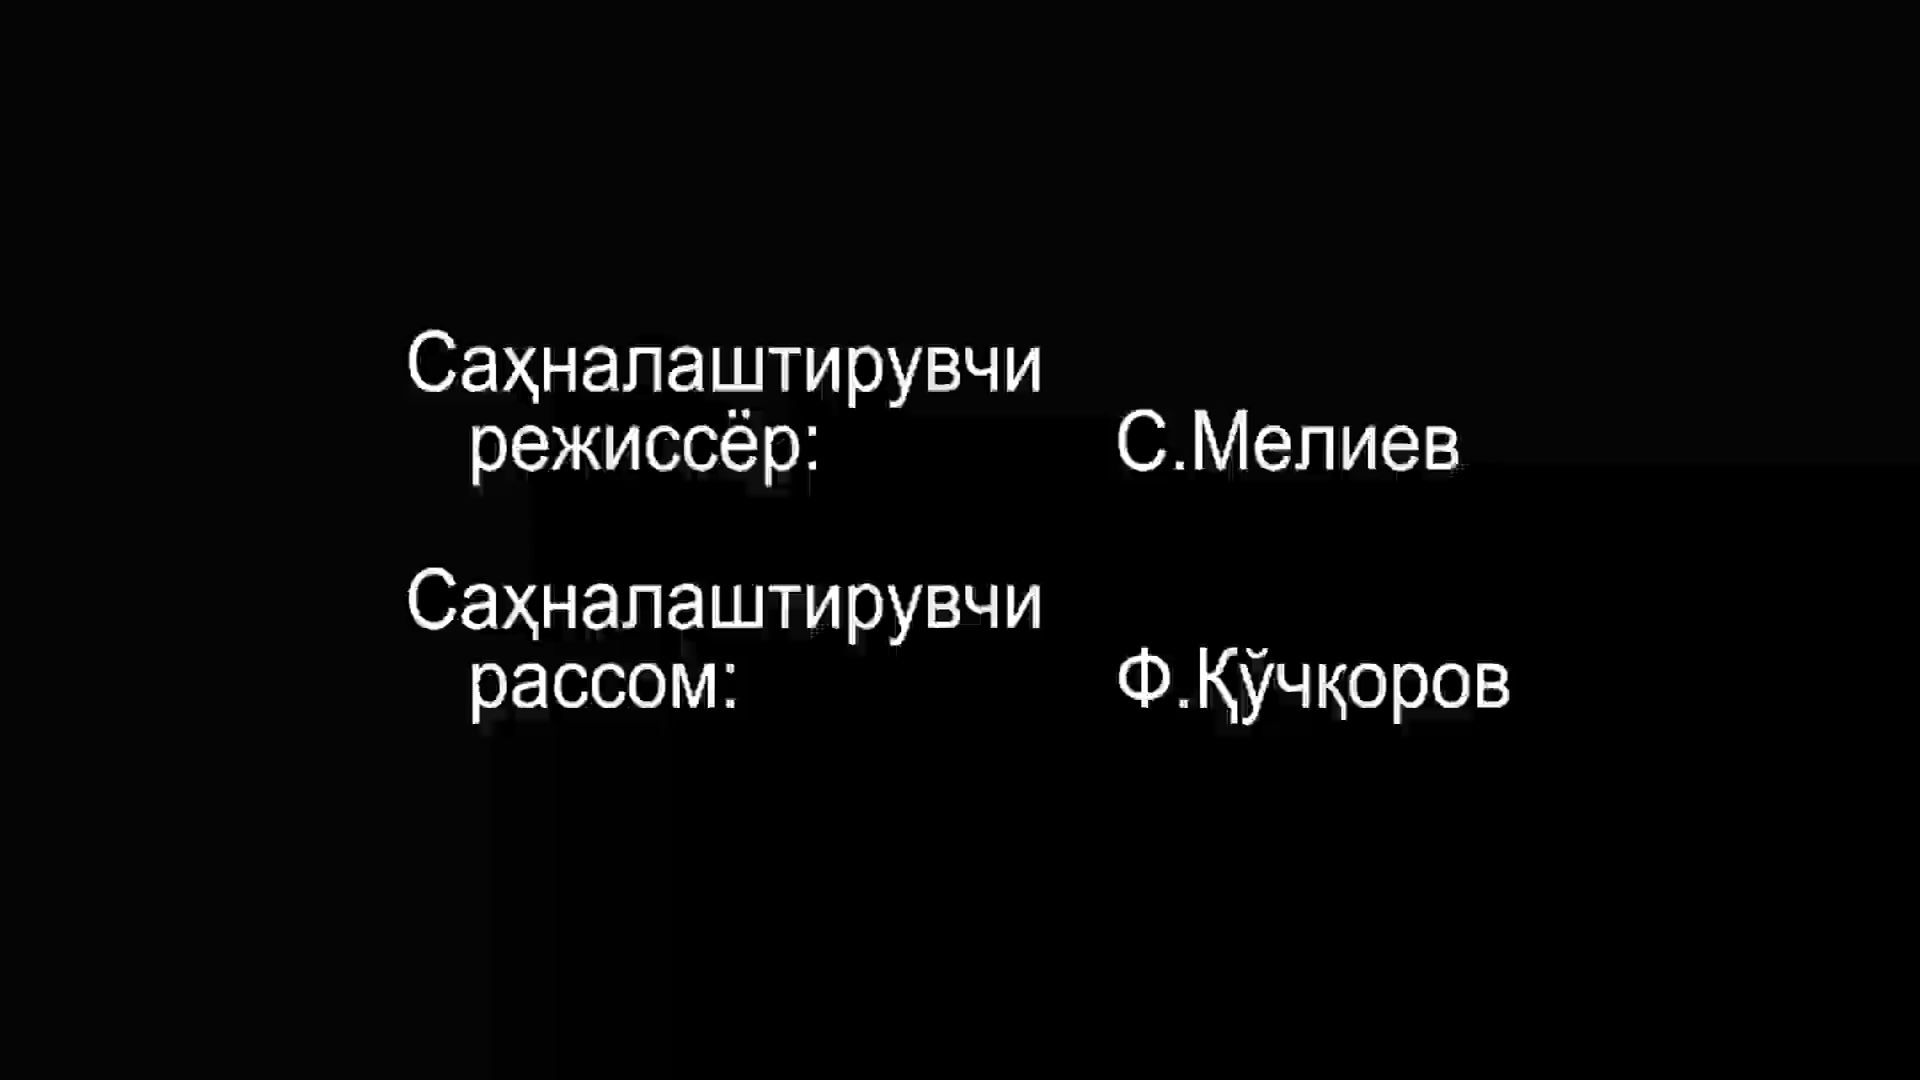 Саҳналаштирувчи
режиссёр: С.Мелиев
Саҳналаштирувчи
рассом: Ф.Қўчқоров